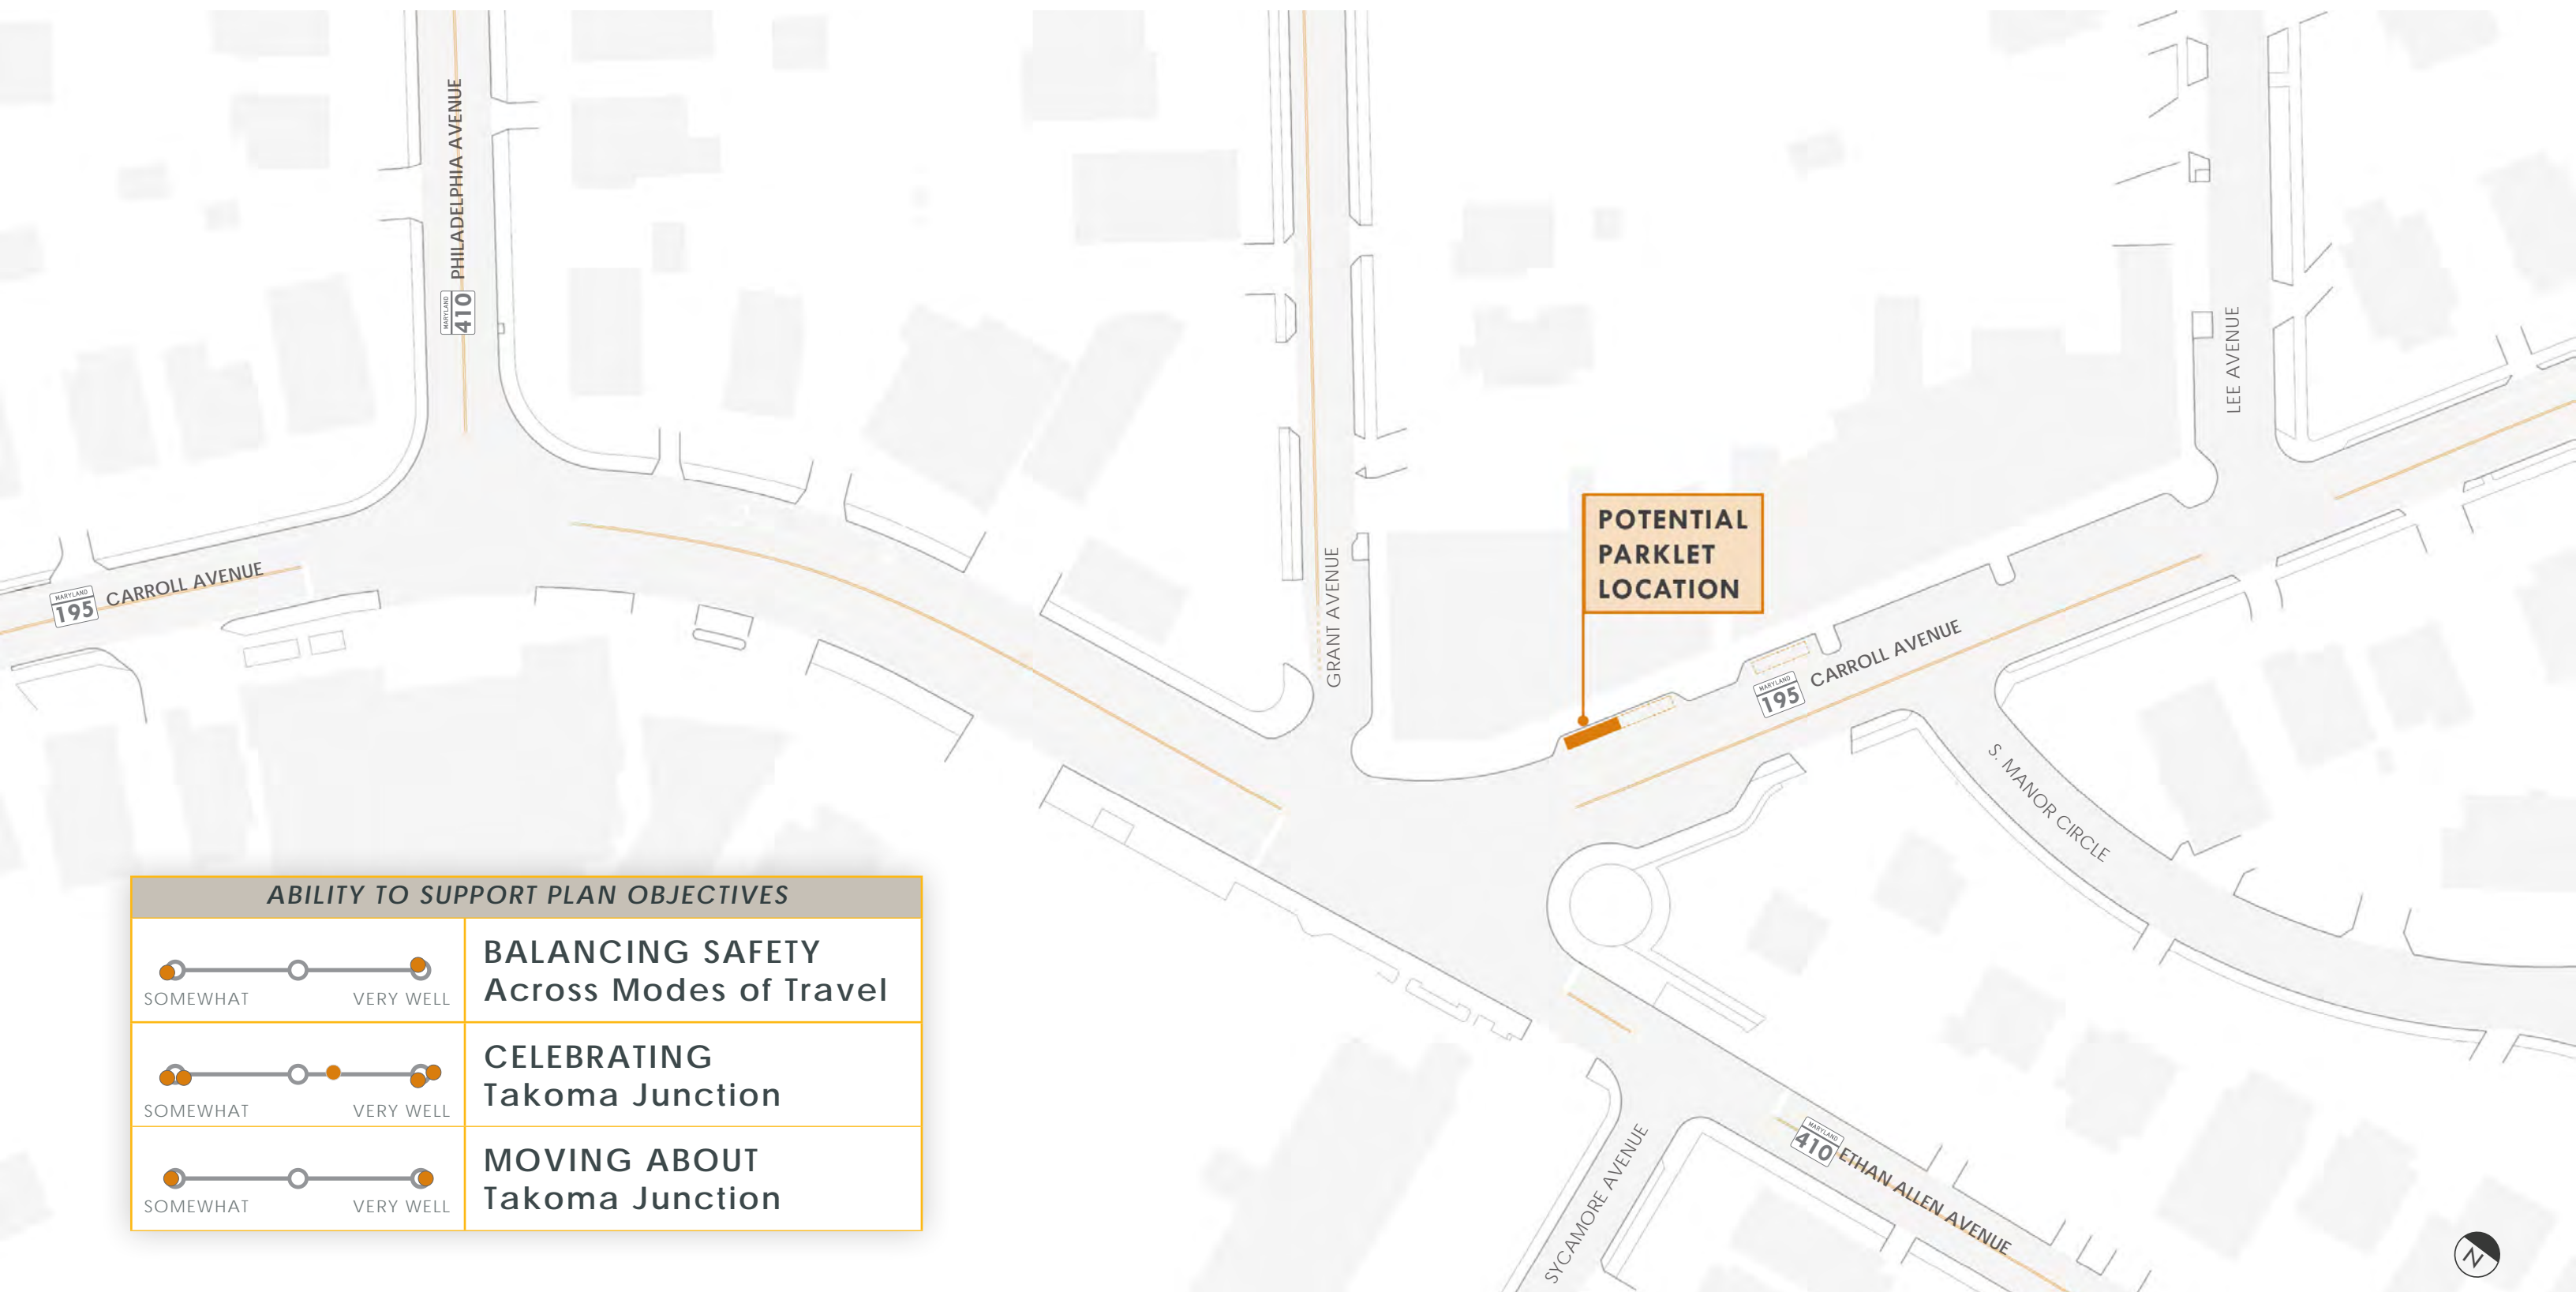 PHILADELPHIA AVENUE
MARYLAND
410
LEE AVENUE
POTENTIAL
PARKLET
LOCATION
MARYLAND
195
CARROLL AVENUE
GRANT AVENUE
MARYLAND
195
CARROLL AVENUE
S. MANOR CIRCLE
ABILITY TO SUPPORT PLAN OBJECTIVES
BALANCING SAFETY
Across Modes of Travel
SOMEWHAT VERY WELL
CELEBRATING
Takoma Junction
SOMEWHAT VERY WELL
MOVING ABOUT
Takoma Junction
SOMEWHAT VERY WELL
SYCAMORE AVENUE
MARYLAND
410
ETHAN ALLEN AVENUE
N